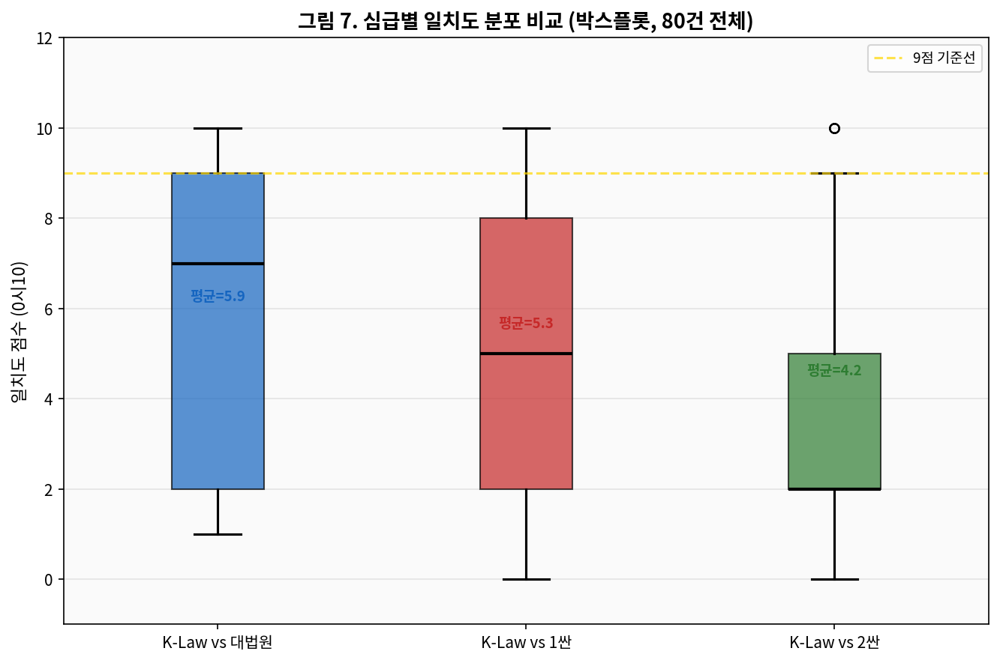 그림 7. 심급별 일치도 분포 비교 (박스플롯, 80건 전체)
12
10
8
6
4
2
0
일치도 점수 (0시10)
9점 기준선
평균=5.9
평균=5.3
평균=4.2
K-Law vs 대법원
K-Law vs 1싼
K-Law vs 2싼